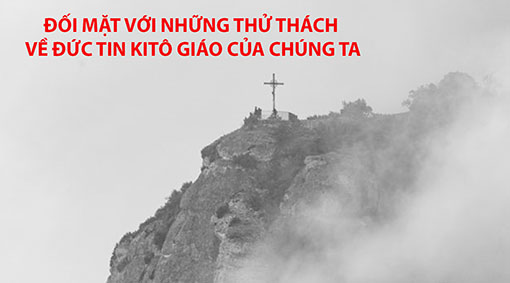 ĐỐI MẶT VỚI NHỮNG THỬ THÁCH
VỀ ĐỨC TIN KITÔ GIÁO CỦA CHÚNG TA